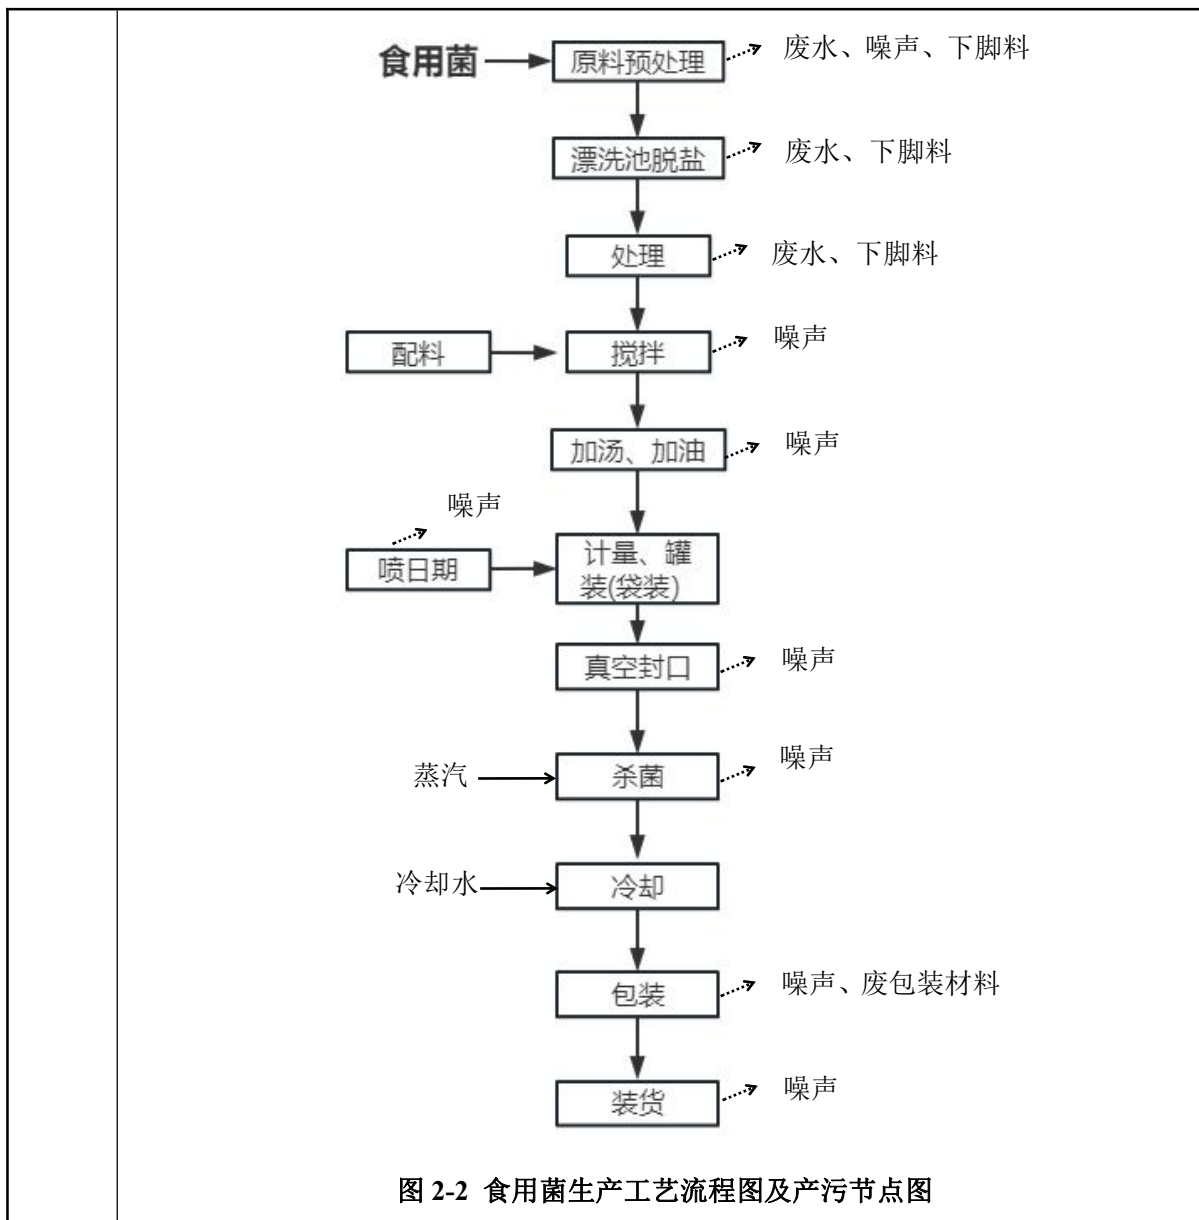 食用菌
原料预处理
废水、噪声、下脚料
漂洗池脱盐
废水、下脚料
处理
废水、下脚料
配料
搅拌
噪声
加汤、加油
噪声
噪声
喷日期
计量、罐
装(袋装)
真空封口
噪声
蒸汽
杀菌
噪声
冷却水
冷却
包装
噪声、废包装材料
装货
噪声
图 2-2 食用菌生产工艺流程图及产污节点图